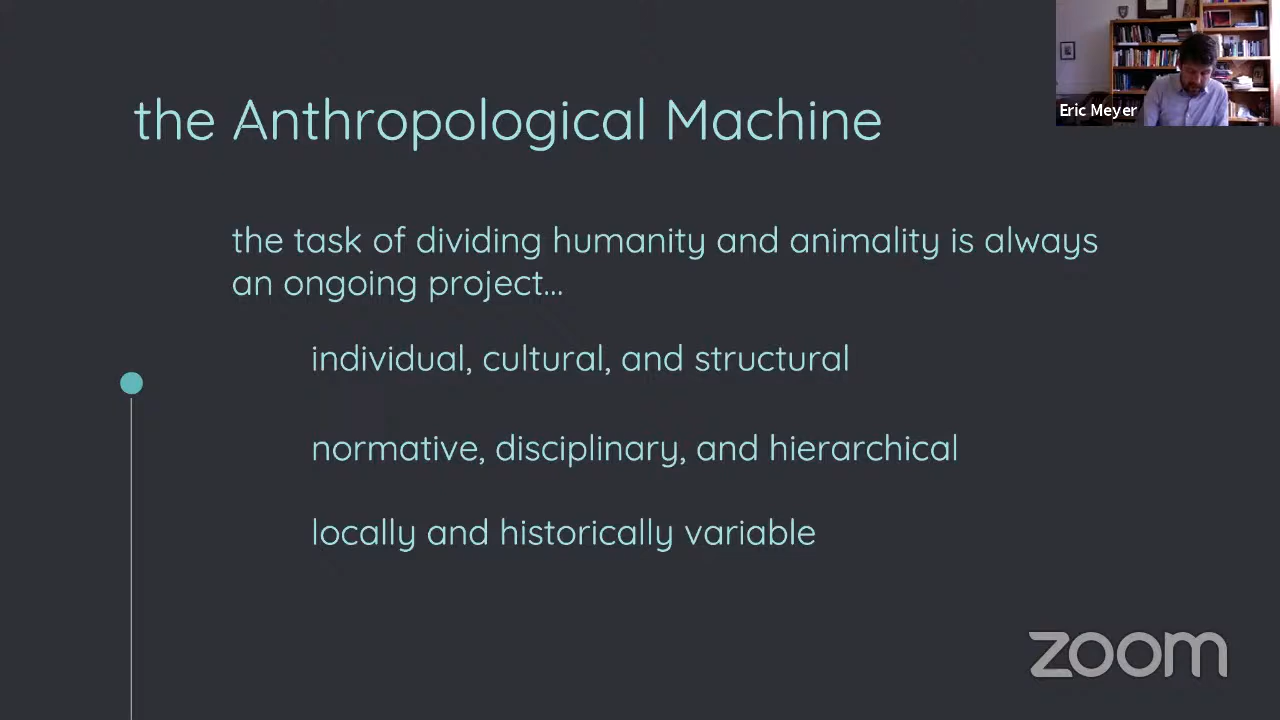 the Anthropological Machine
Eric Meyer
the task of dividing humanity and animality is always
an ongoing project...
individual, cultural, and structural
normative, disciplinary, and hierarchical
locally and historically variable
zoom